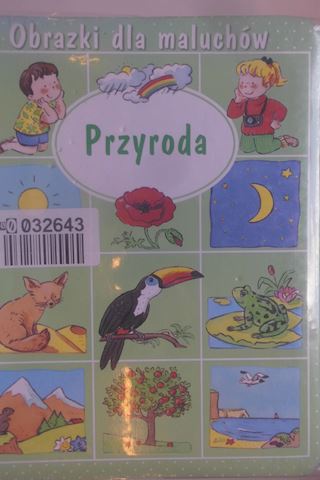 Obrazki dla maluchów
Przyroda
032643